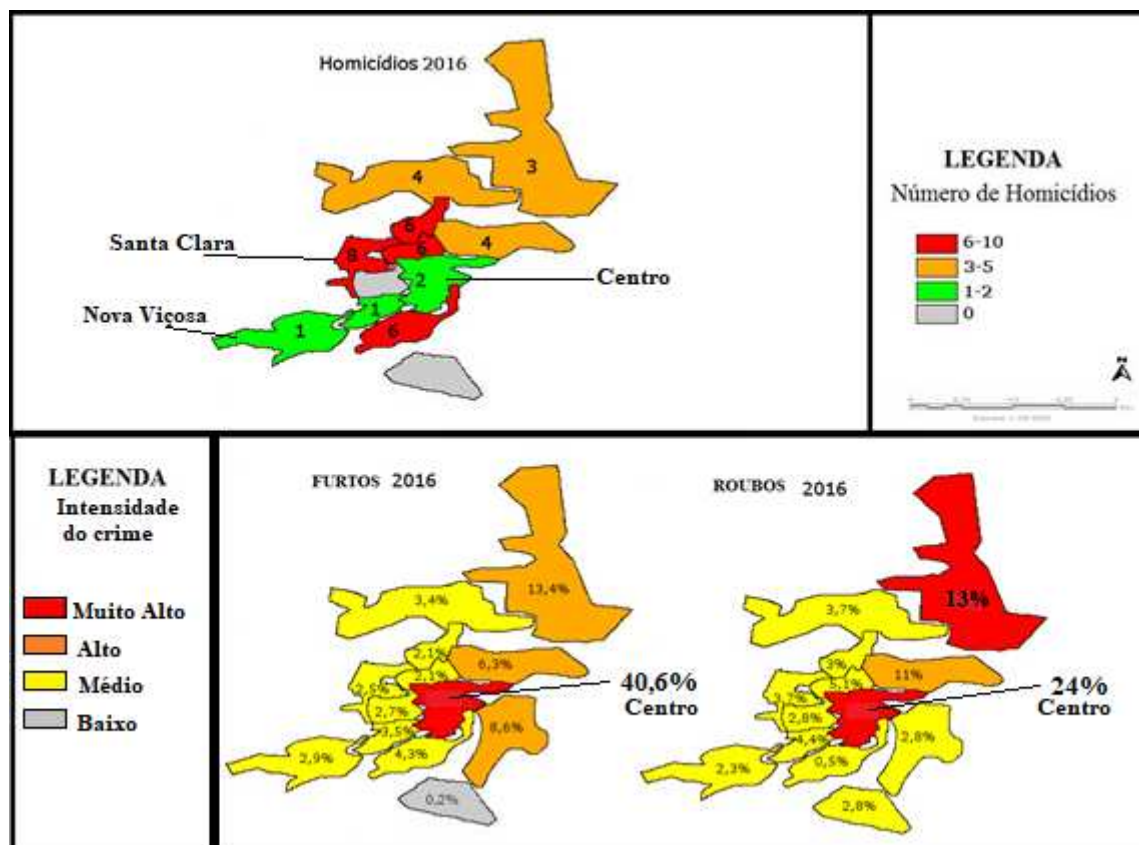 Homicídios 2016
3
4
6
Santa Clara
8
6
4
2
Centro
Nova Viçosa
1
1
6
LEGENDA
Número de Homicídios
6-10
3-5
1-2
0
LEGENDA
Intensidade
do crime
Muito Alto
Alto
Médio
Baixo
FURTOS 2016
13,4%
3,4%
2,1%
6,3%
40,6%
Centro
2,7%
3,5%
8,6%
4,3%
2,9%
0,2%
ROUBOS 2016
13%
3,7%
3%
11%
24%
Centro
3,7%
2,8%
4,4%
2,8%
0,5%
2,3%
2,8%